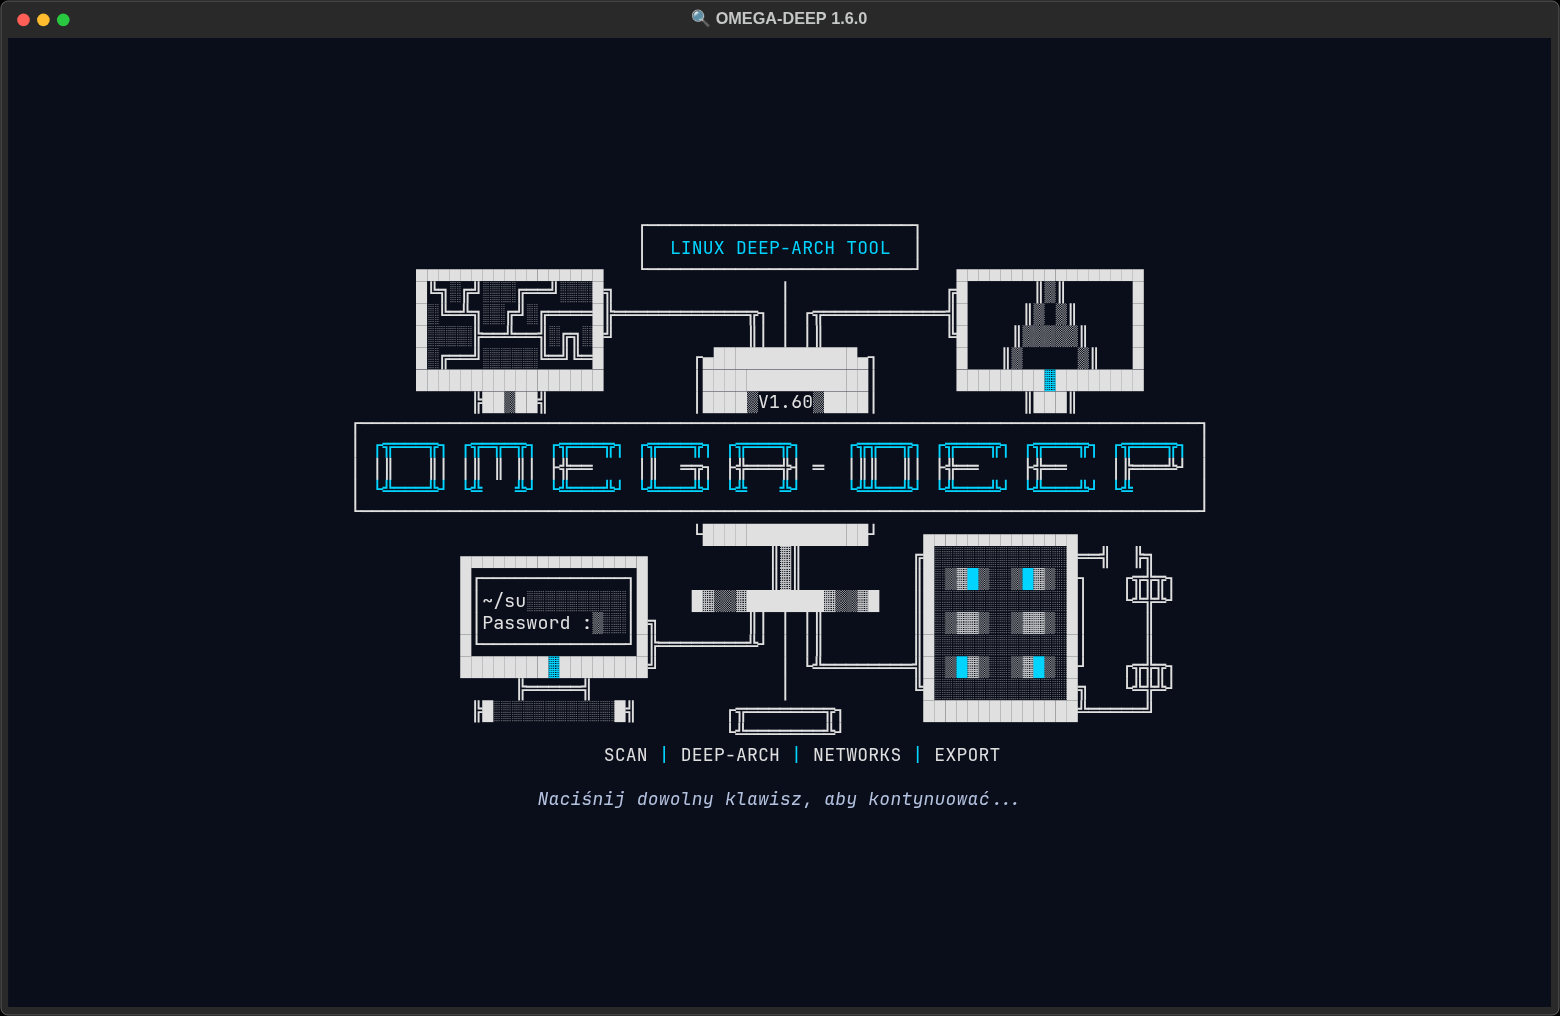 🔍 OMEGA-DEEP 1.6.0
LINUX DEEP-ARCH TOOL
V1.60
OMEGA-DEEP
~/su
Password :
SCAN | DEEP-ARCH | NETWORKS | EXPORT
Naciśnij dowolny klawisz, aby kontynuować...